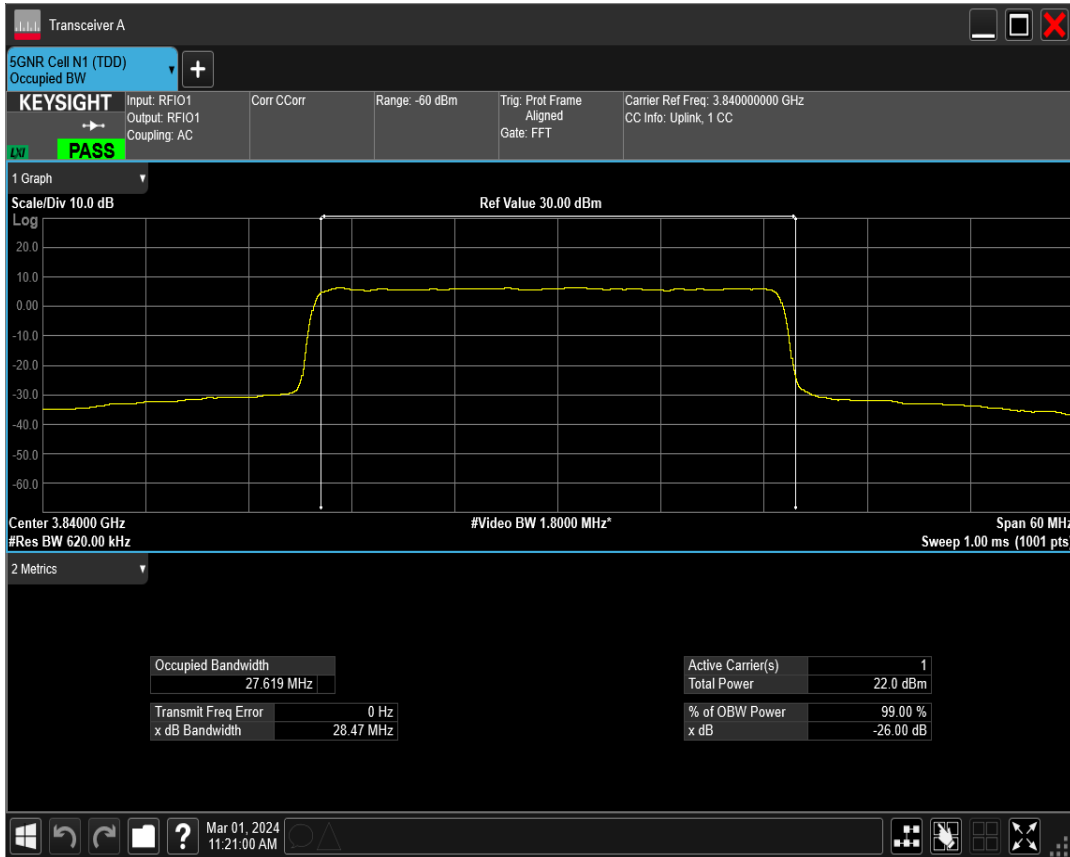 Transceiver A
5GNR Cell N1 (TDD)
Occupied BW
KEYSIGHT
LXI
PASS
Input: RFIO1
Output: RFIO1
Coupling: AC
Corr CCorr
Range: -60 dBm
Trig: Prot Frame
Aligned
Gate: FFT
Carrier Ref Freq: 3.840000000 GHz
CC Info: Uplink, 1 CC
1 Graph
Scale/Div 10.0 dB
Ref Value 30.00 dBm
Log
20.0
10.0
0.00
-10.0
-20.0
-30.0
-40.0
-50.0
-60.0
Center 3.84000 GHz
#Video BW 1.8000 MHz*
Span 60 MHz
#Res BW 620.00 kHz
Sweep 1.00 ms (1001 pts)
2 Metrics
Occupied Bandwidth
27.619 MHz
Transmit Freq Error 0 Hz
x dB Bandwidth 28.47 MHz
Active Carrier(s) 1
Total Power 22.0 dBm
% of OBW Power 99.00 %
x dB -26.00 dB
Mar 01, 2024
11:21:00 AM